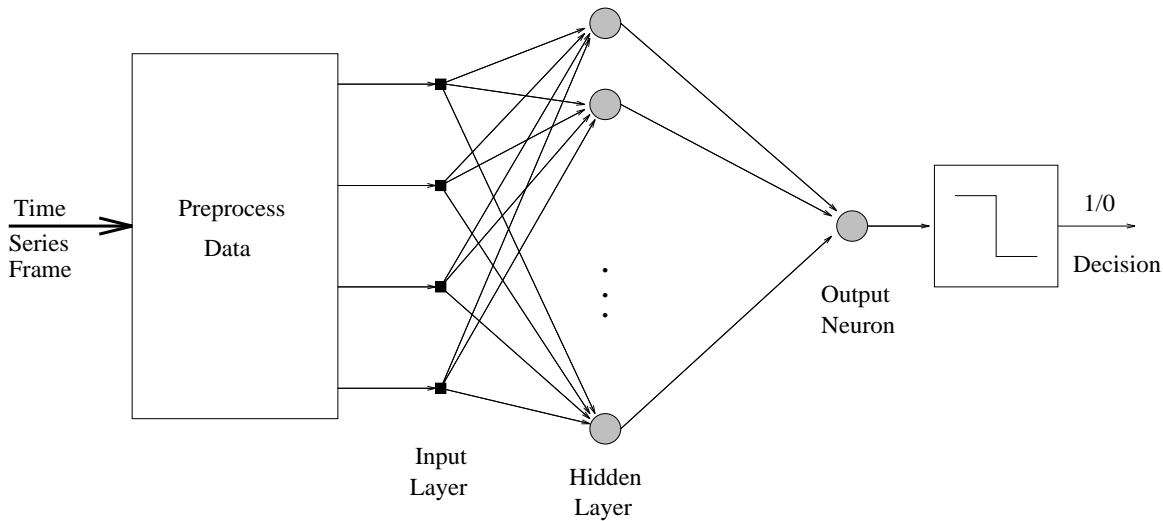 Time
Series
Frame
Preprocess
Data
Input
Layer
Hidden
Layer
Output
Neuron
1/0
Decision